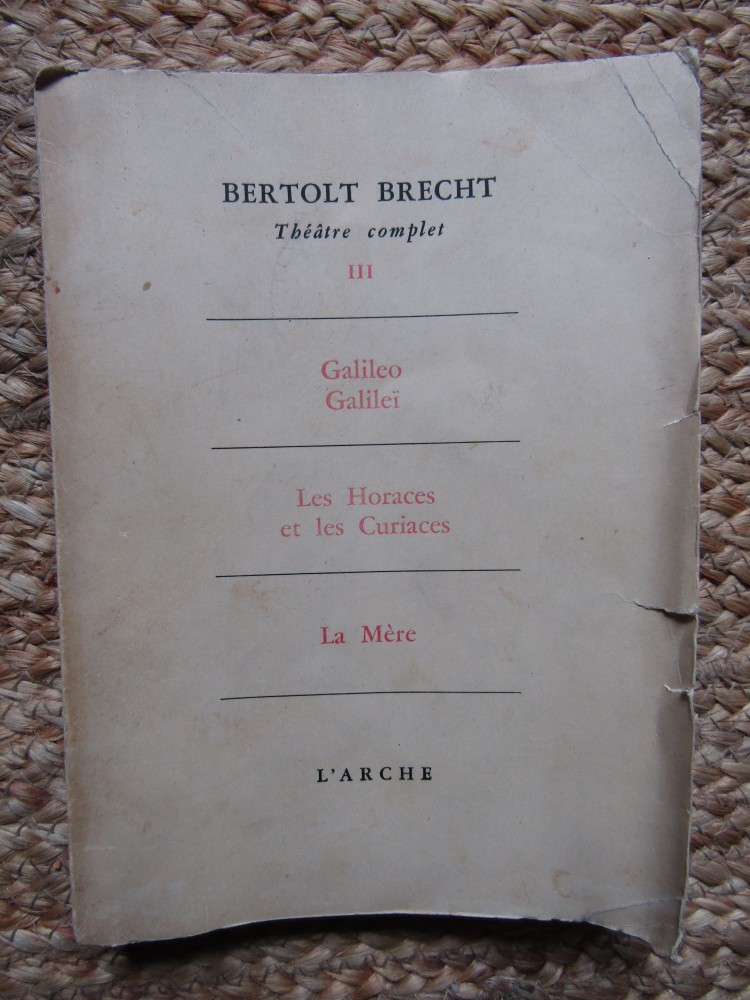 BERTOLT BRECHT
Théâtre complet
III
Galileo
Galileï
Les Horaces
et les Curiaces
La Mère
L'ARCHE